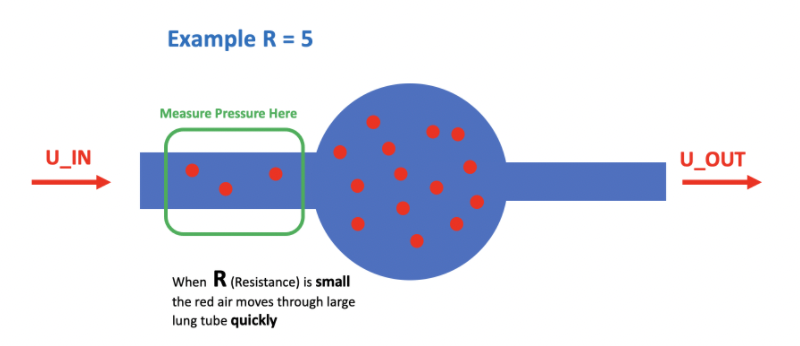 Example R = 5
Measure Pressure Here
U_IN
U_OUT
When R (Resistance) is small
the red air moves through large
lung tube quickly